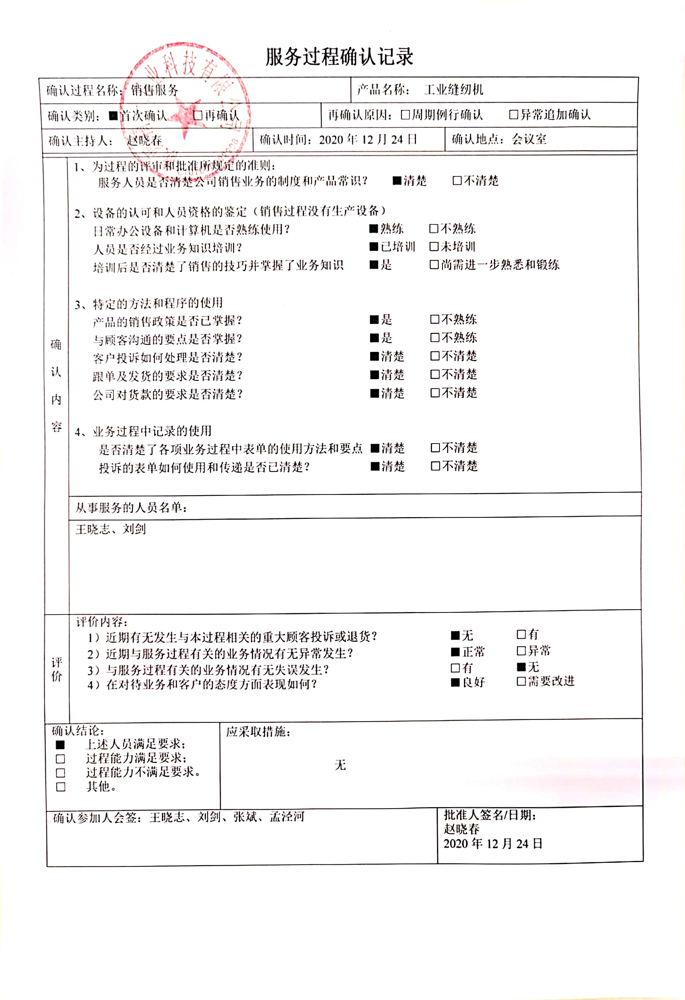 服务过程确认记录
确认过程名称：销售服务 产品名称： 工业缝纫机
确认类别：■首次确认 □再确认 再确认原因：□周期例行确认 □异常追加确认
确认主持人： 赵晓春 确认时间：2020 年 12 月 24 日 确认地点：会议室
业科技有限公司
确认内容
1、为过程的评审和批准所规定的准则：
服务人员是否清楚公司销售业务的制度和产品常识？ ■清楚 □不清楚
2、设备的认可和人员资格的鉴定（销售过程没有生产设备）
日常办公设备和计算机是否熟练使用？ ■熟练 □不熟练
人员是否经过业务知识培训？ ■已培训 □未培训
培训后是否清楚了销售的技巧并掌握了业务知识 ■是 □尚需进一步熟悉和锻练
3、特定的方法和程序的使用
产品的销售政策是否已掌握？ ■是 □不熟练
与顾客沟通的要点是否掌握？ ■是 □不熟练
客户投诉如何处理是否清楚？ ■清楚 □不清楚
跟单及发货的要求是否清楚？ ■清楚 □不清楚
公司对货款的要求是否清楚？ ■清楚 □不清楚
4、业务过程中记录的使用
是否清楚了各项业务过程中表单的使用方法和要点 ■清楚 □不清楚
投诉的表单如何使用和传递是否已清楚？ ■清楚 □不清楚
从事服务的人员名单：
王晓志、刘剑
评价
评价内容：
1）近期有无发生与本过程相关的重大顾客投诉或退货？ ■无 □有
2）近期与服务过程有关的业务情况有无异常发生？ ■正常 □异常
3）与服务过程有关的业务情况有无失误发生？ □有 ■无
4）在对待业务和客户的态度方面表现如何？ ■良好 □需要改进
确认结论：
■ 上述人员满足要求；
□ 过程能力满足要求；
□ 过程能力不满足要求。
□ 其他。
应采取措施：
无
确认参加人会签：王晓志、刘剑、张斌、孟泾河
批准人签名/日期：
赵晓春
2020 年 12 月 24 日